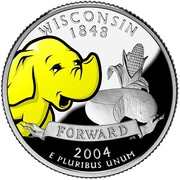 WISCONSIN
1848
FORWARD
2004
E PLURIBUS UNUM